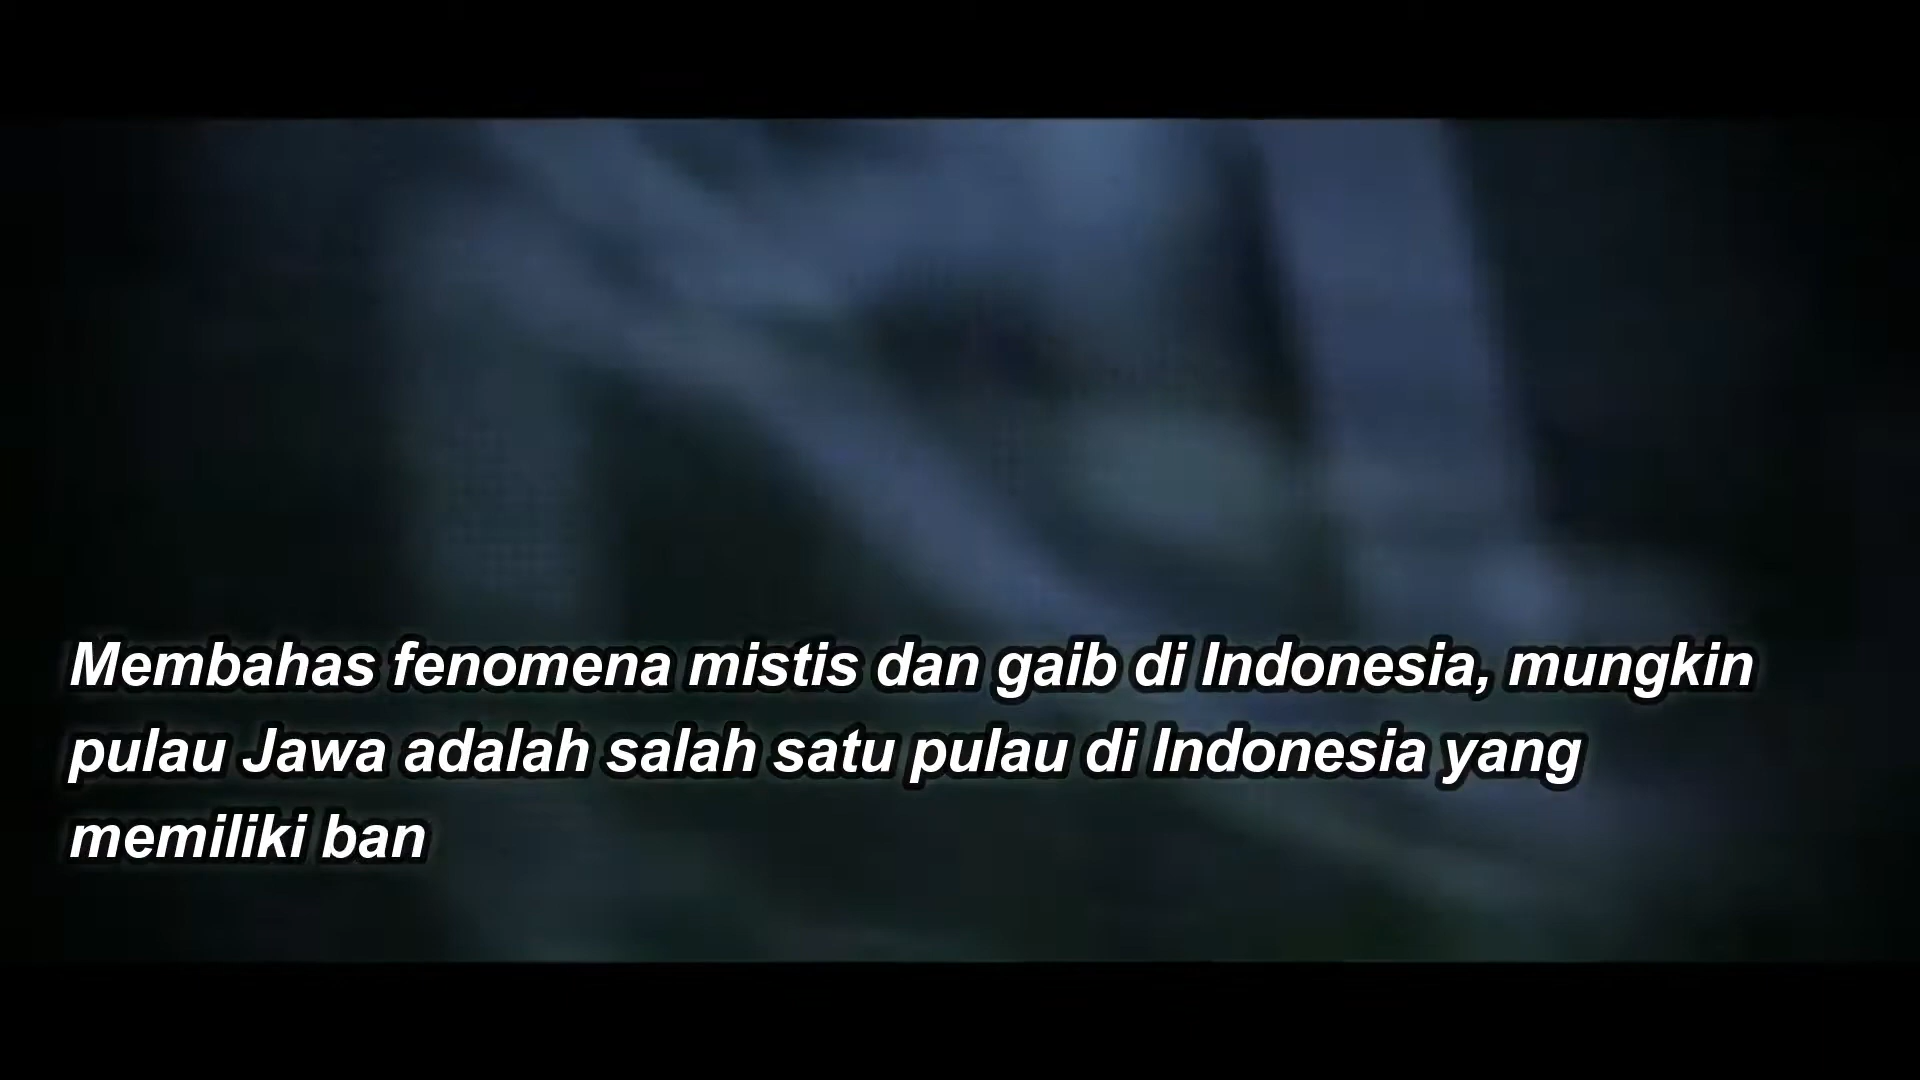 Membahas fenomena mistis dan gaib di Indonesia, mungkin
pulau Jawa adalah salah satu pulau di Indonesia yang
memiliki ban